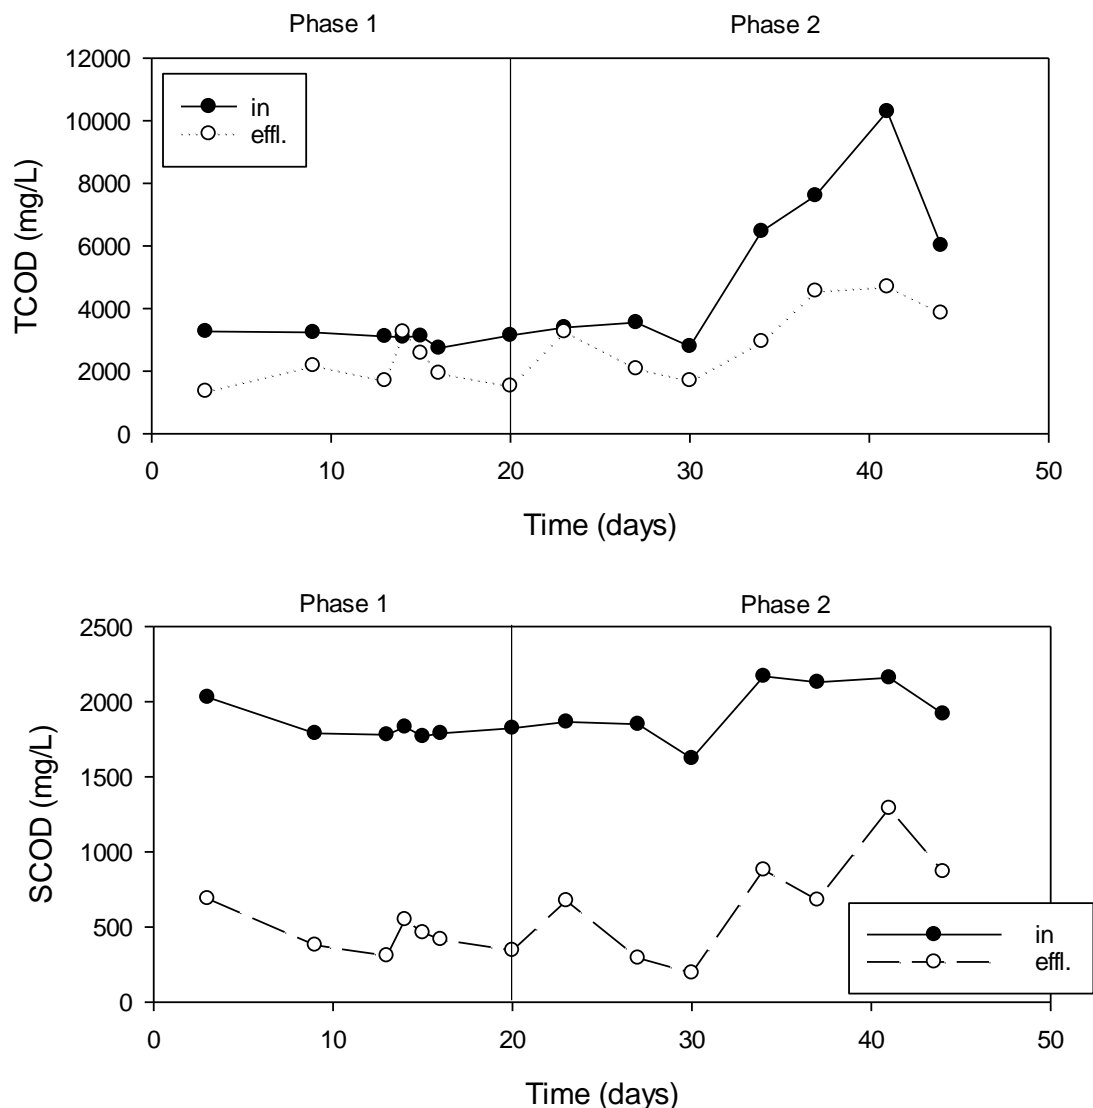 Phase 1 Phase 2
12000
10000
8000
6000
4000
2000
0
TCOD (mg/L)
in
effl.
0 10 20 30 40 50
Time (days)
Phase 1 Phase 2
2500
2000
1500
1000
500
0
SCOD (mg/L)
in
effl.
0 10 20 30 40 50
Time (days)